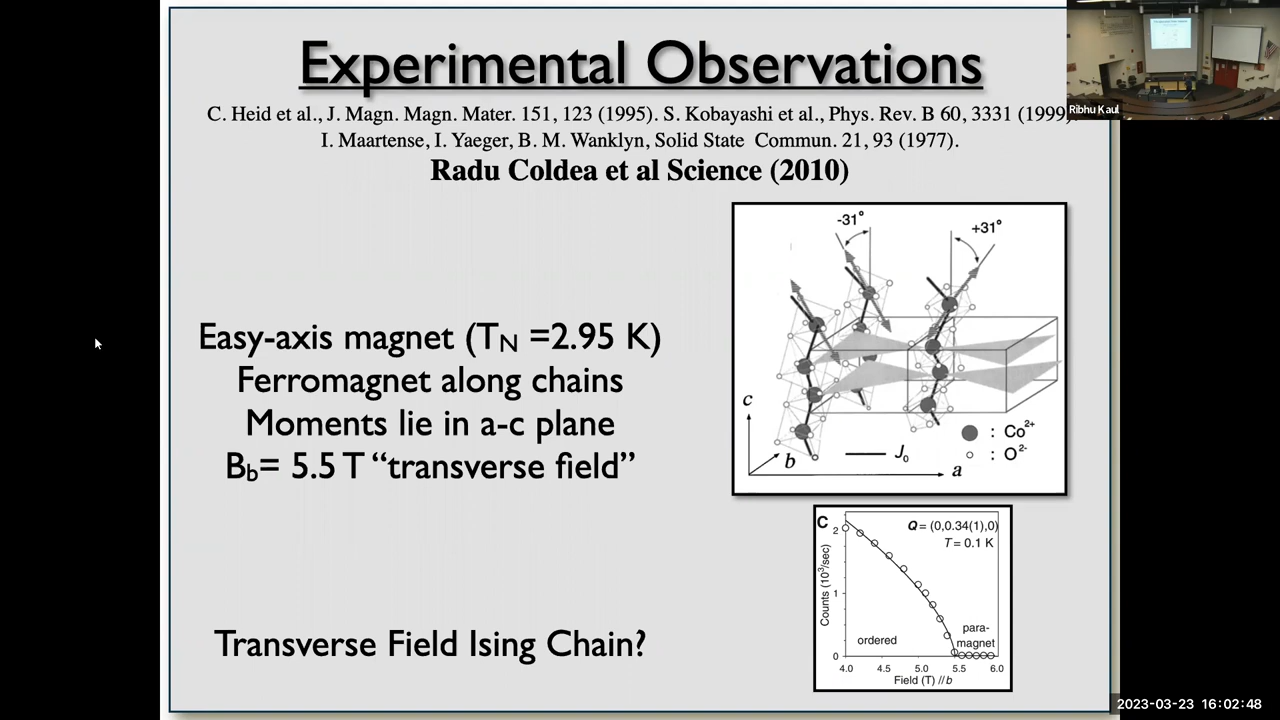 Experimental Observations
C. Heid et al., J. Magn. Magn. Mater. 151, 123 (1995). S. Kobayashi et al., Phys. Rev. B 60, 3331 (1999).
I. Maartense, I. Yaeger, B. M. Wanklyn, Solid State Commun. 21, 93 (1977).
Radu Coldea et al Science (2010)
Ribhu Kaul
Easy-axis magnet (TN =2.95 K)
Ferromagnet along chains
Moments lie in a-c plane
Bb= 5.5 T “transverse field”
Transverse Field Ising Chain?
-31°
+31°
c
b
a
J0
: Co2+
: O2-
C
Q = (0,0.34(1),0)
T = 0.1 K
Counts (10^3/sec)
2
1
0
ordered
para-
magnet
4.0 4.5 5.0 5.5 6.0
Field (T) // b
2023-03-23 16:02:48